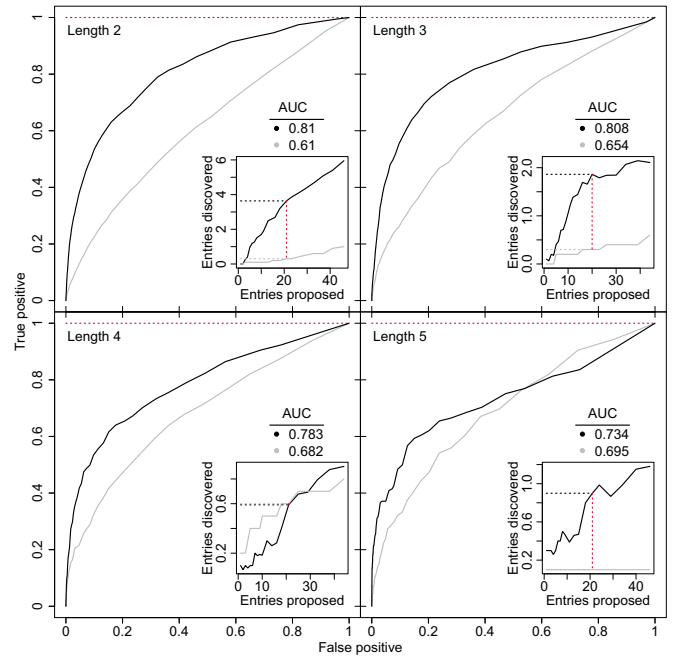 Length 2
AUC
0.81
0.61
Entries discovered
0 2 4 6
0 10 20 30 40
Entries proposed
0 0.2 0.4 0.6 0.8 1
Length 3
AUC
0.808
0.654
Entries discovered
0.0 1.0 2.0
0 10 30
Entries proposed
True positive
Length 4
AUC
0.783
0.682
Entries discovered
0.2 0.6
0 10 30
Entries proposed
0 0.2 0.4 0.6 0.8 1
0 0.2 0.4 0.6 0.8 1
Length 5
AUC
0.734
0.695
Entries discovered
0.2 0.6 1.0
0 20 40
Entries proposed
0 0.2 0.4 0.6 0.8 1
False positive